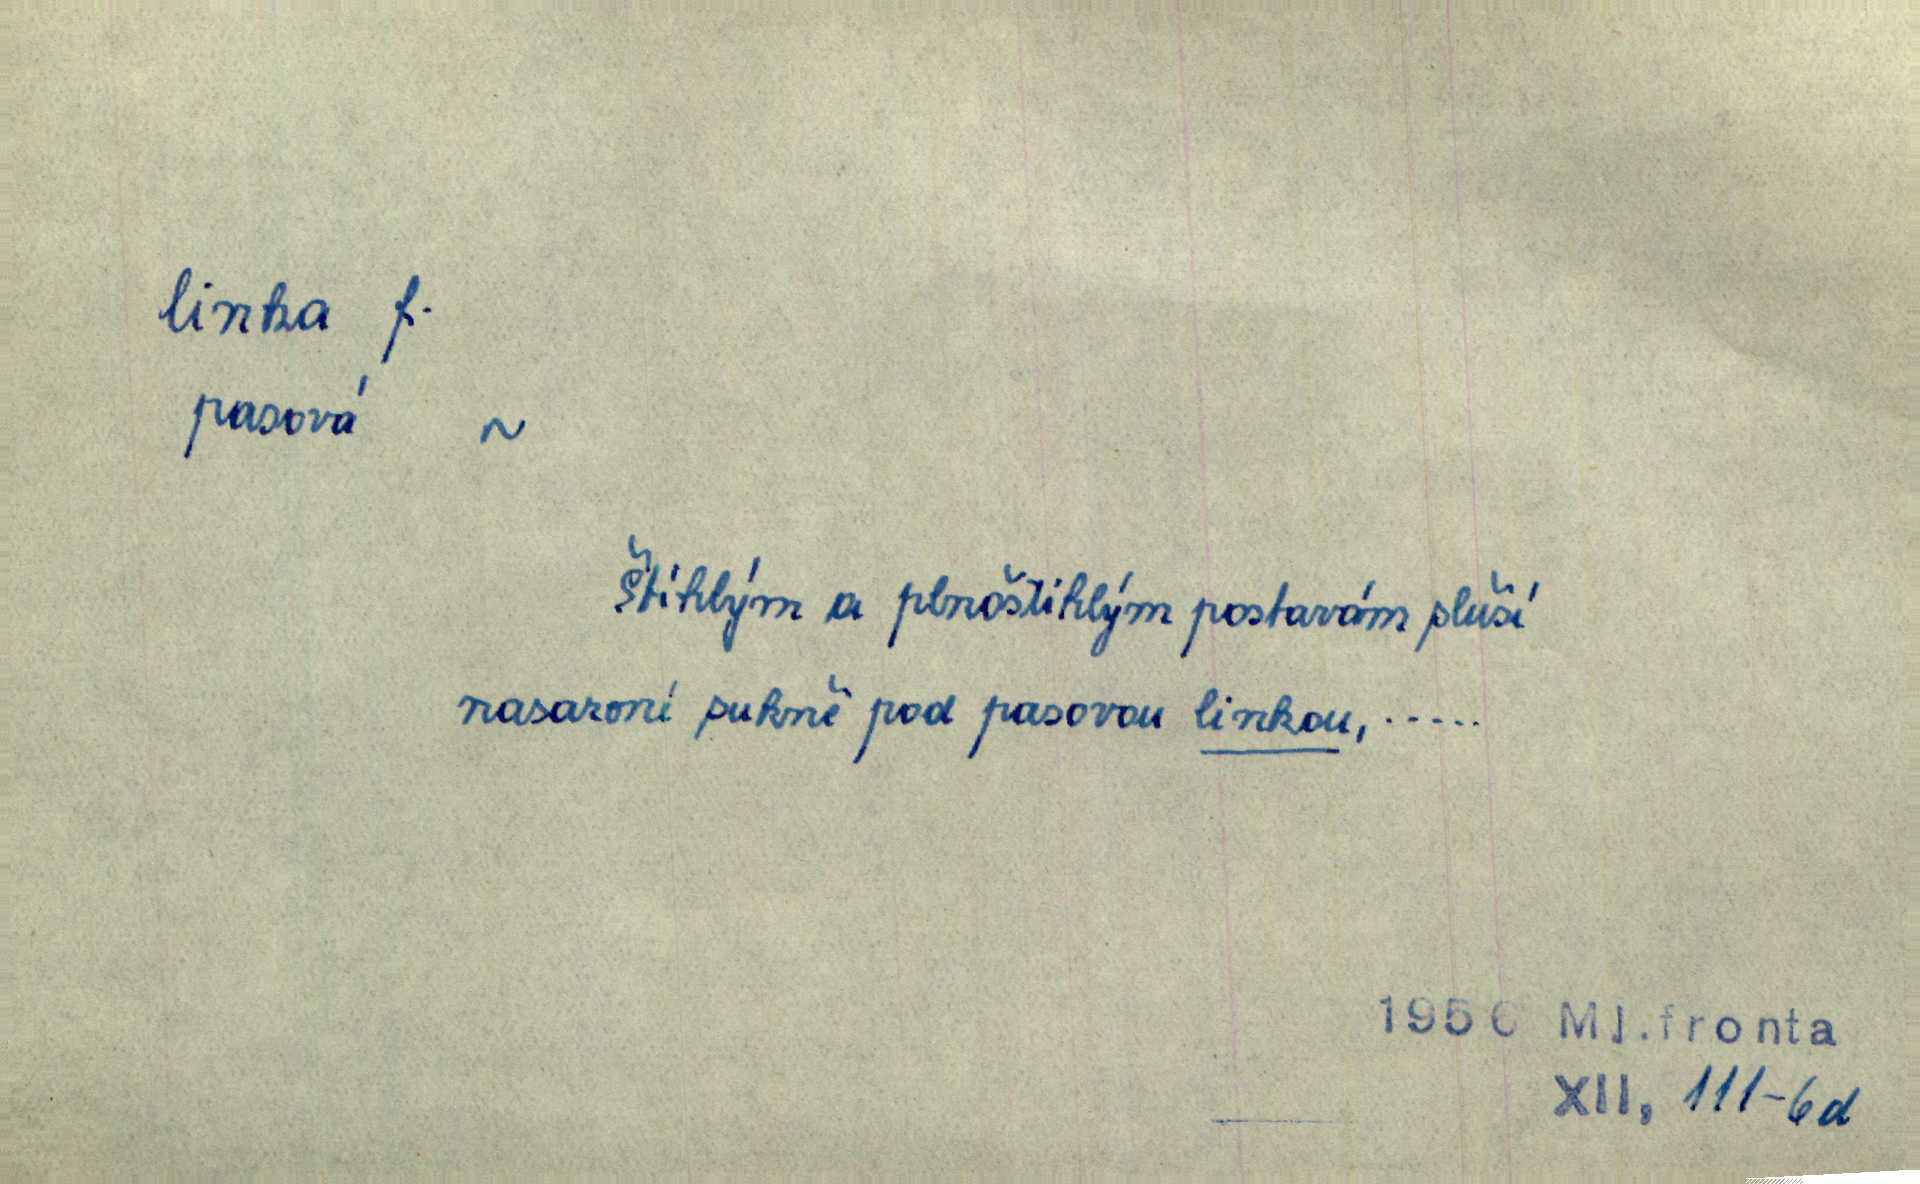 linka f.
pasová ~
Štíhlým a plnoštíhlým postavám sluší
nasazení sukně pod pasovou linkou, .....
1956 Ml.fronta
XII, 111-6d